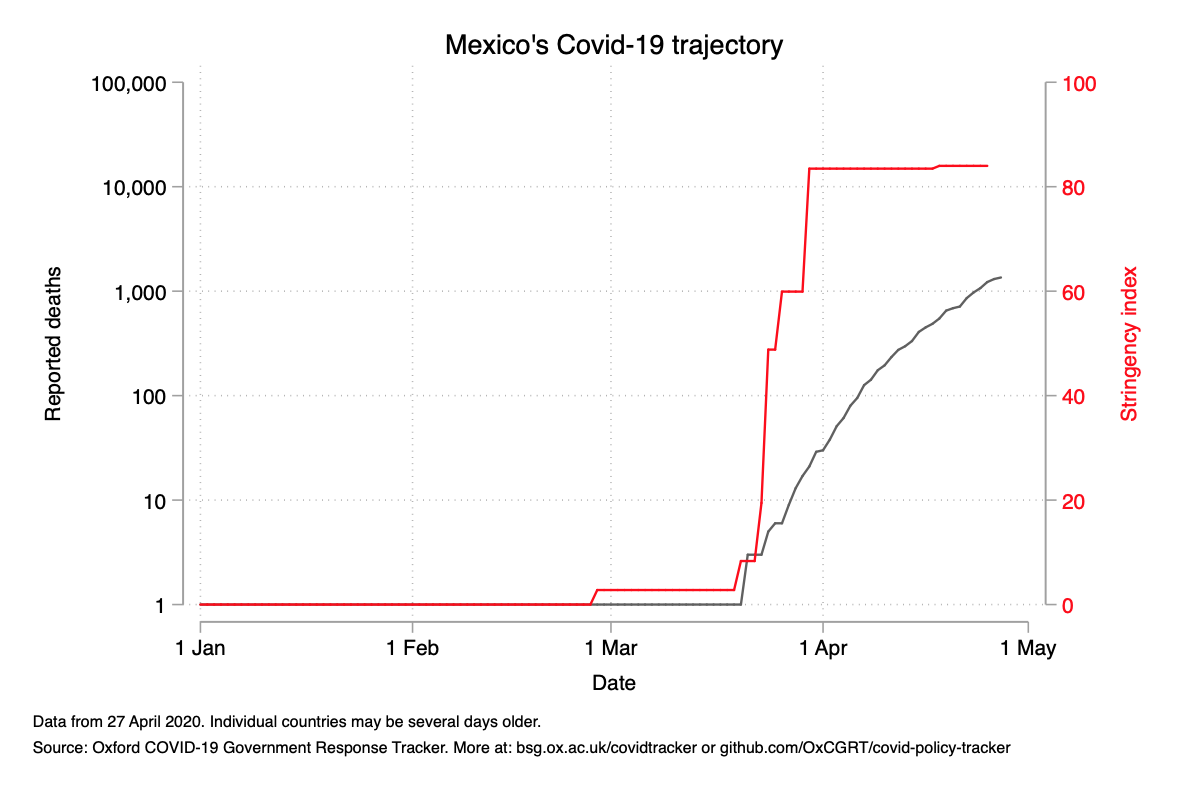 Mexico's Covid-19 trajectory
100,000
10,000
1,000
100
10
1
Reported deaths
100
80
60
40
20
0
Stringency index
1 Jan
1 Feb
1 Mar
1 Apr
1 May
Date
Data from 27 April 2020. Individual countries may be several days older.
Source: Oxford COVID-19 Government Response Tracker. More at: bsg.ox.ac.uk/covidtracker or github.com/OxCGRT/covid-policy-tracker